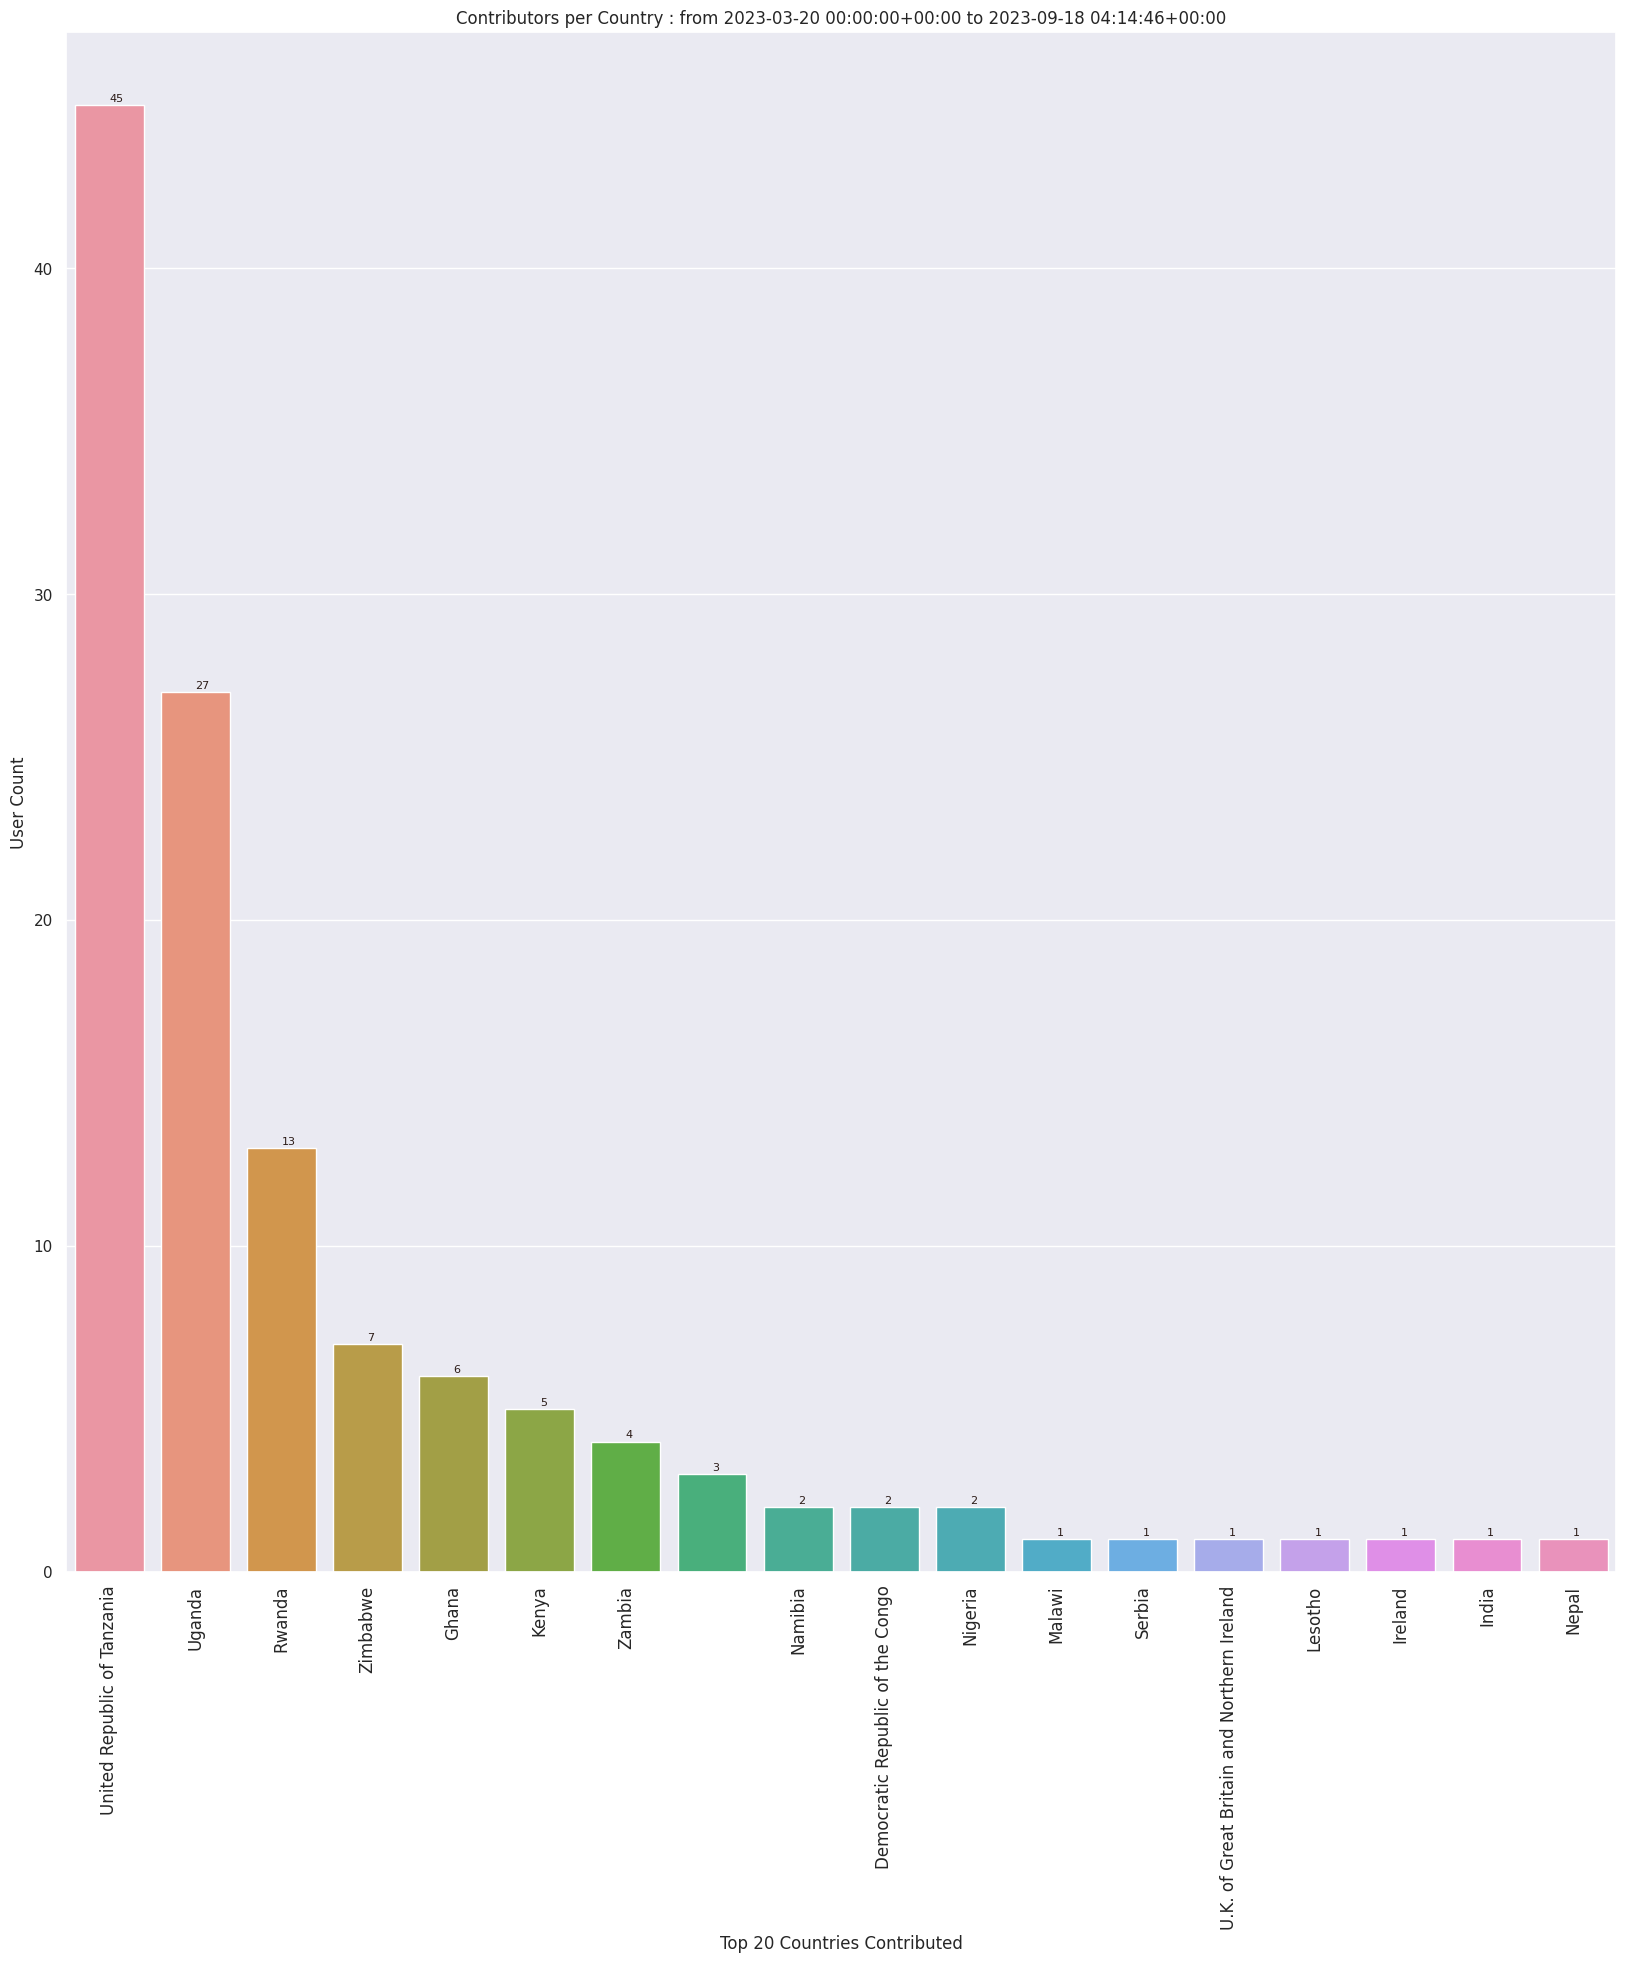 Contributors per Country : from 2023-03-20 00:00:00+00:00 to 2023-09-18 04:14:46+00:00
User Count
40
30
20
10
0
45
27
13
7
6
5
4
3
2
2
2
1
1
1
1
1
1
1
United Republic of Tanzania
Uganda
Rwanda
Zimbabwe
Ghana
Kenya
Zambia
Namibia
Democratic Republic of the Congo
Nigeria
Malawi
Serbia
U.K. of Great Britain and Northern Ireland
Lesotho
Ireland
India
Nepal
Top 20 Countries Contributed